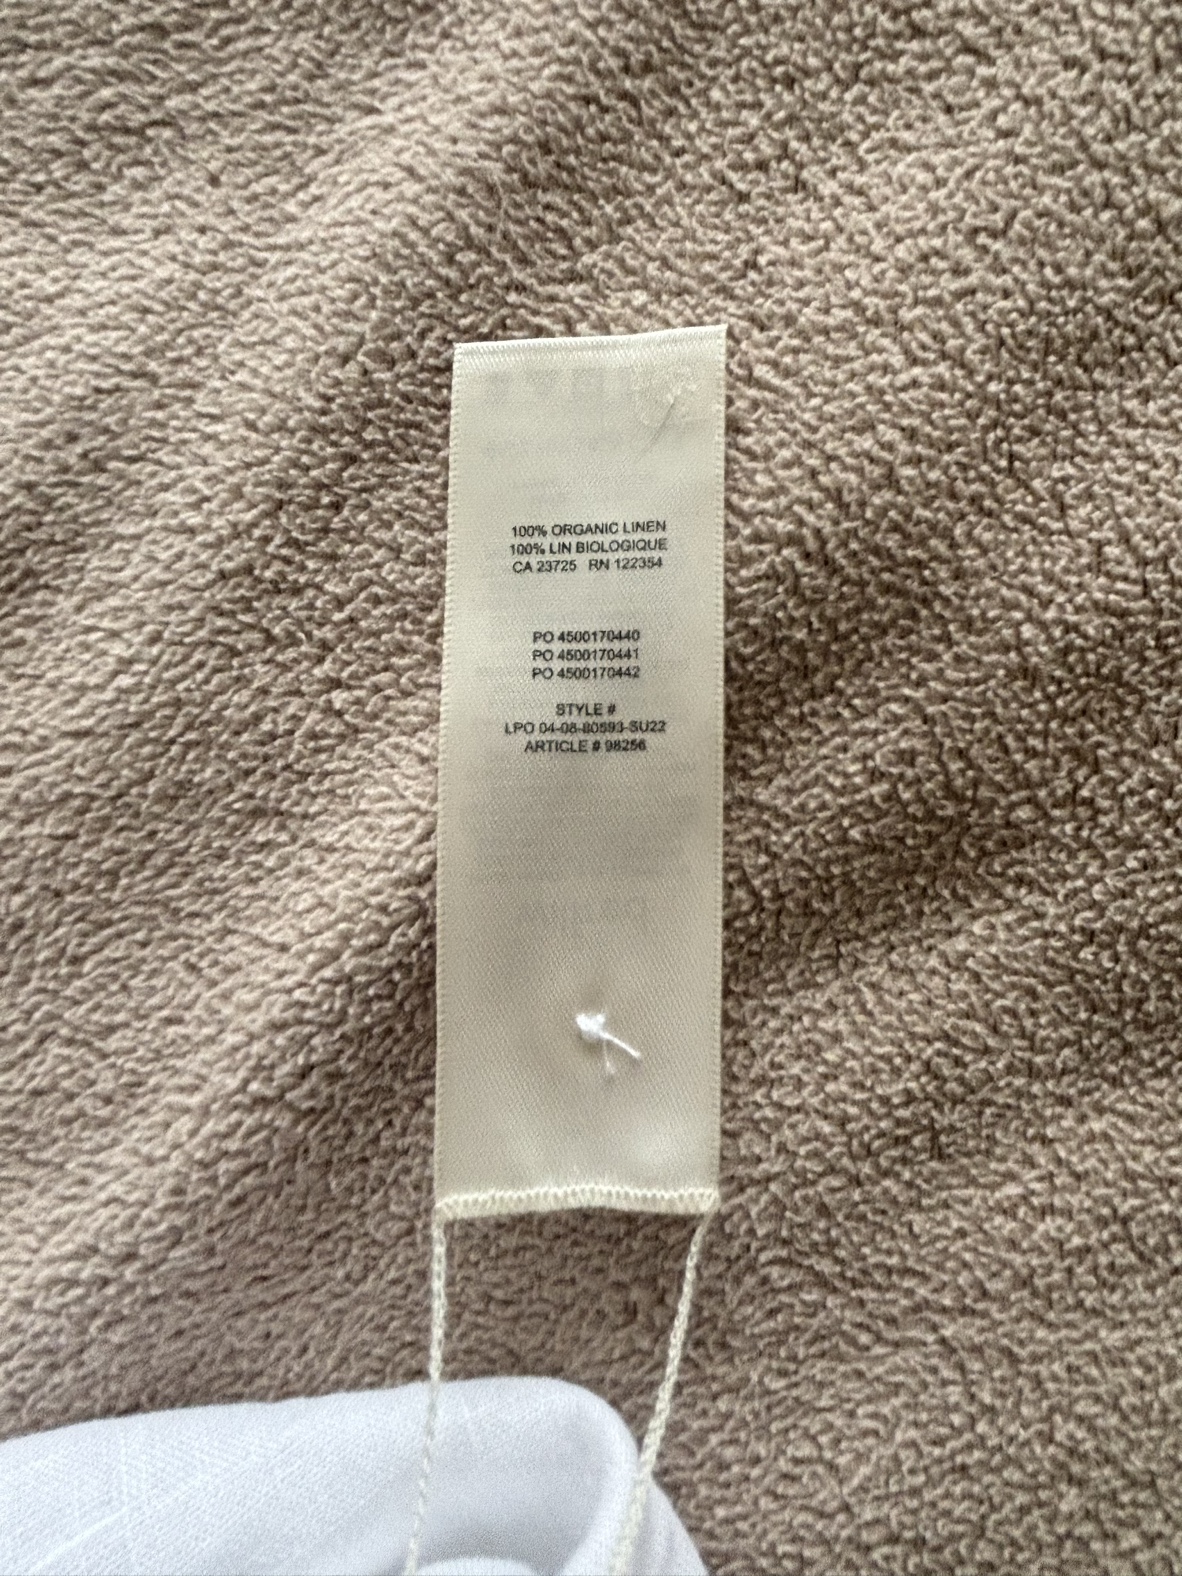 100% ORGANIC LINEN
100% LIN BIOLOGIQUE
CA 23725 RN 122354
PO 4500170440
PO 4500170441
PO 4500170442
STYLE #
LPO 04-08-80593-SU22
ARTICLE # 98256